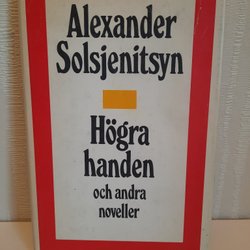 Alexander
Solsjenitsyn
Högra
handen
och andra
noveller